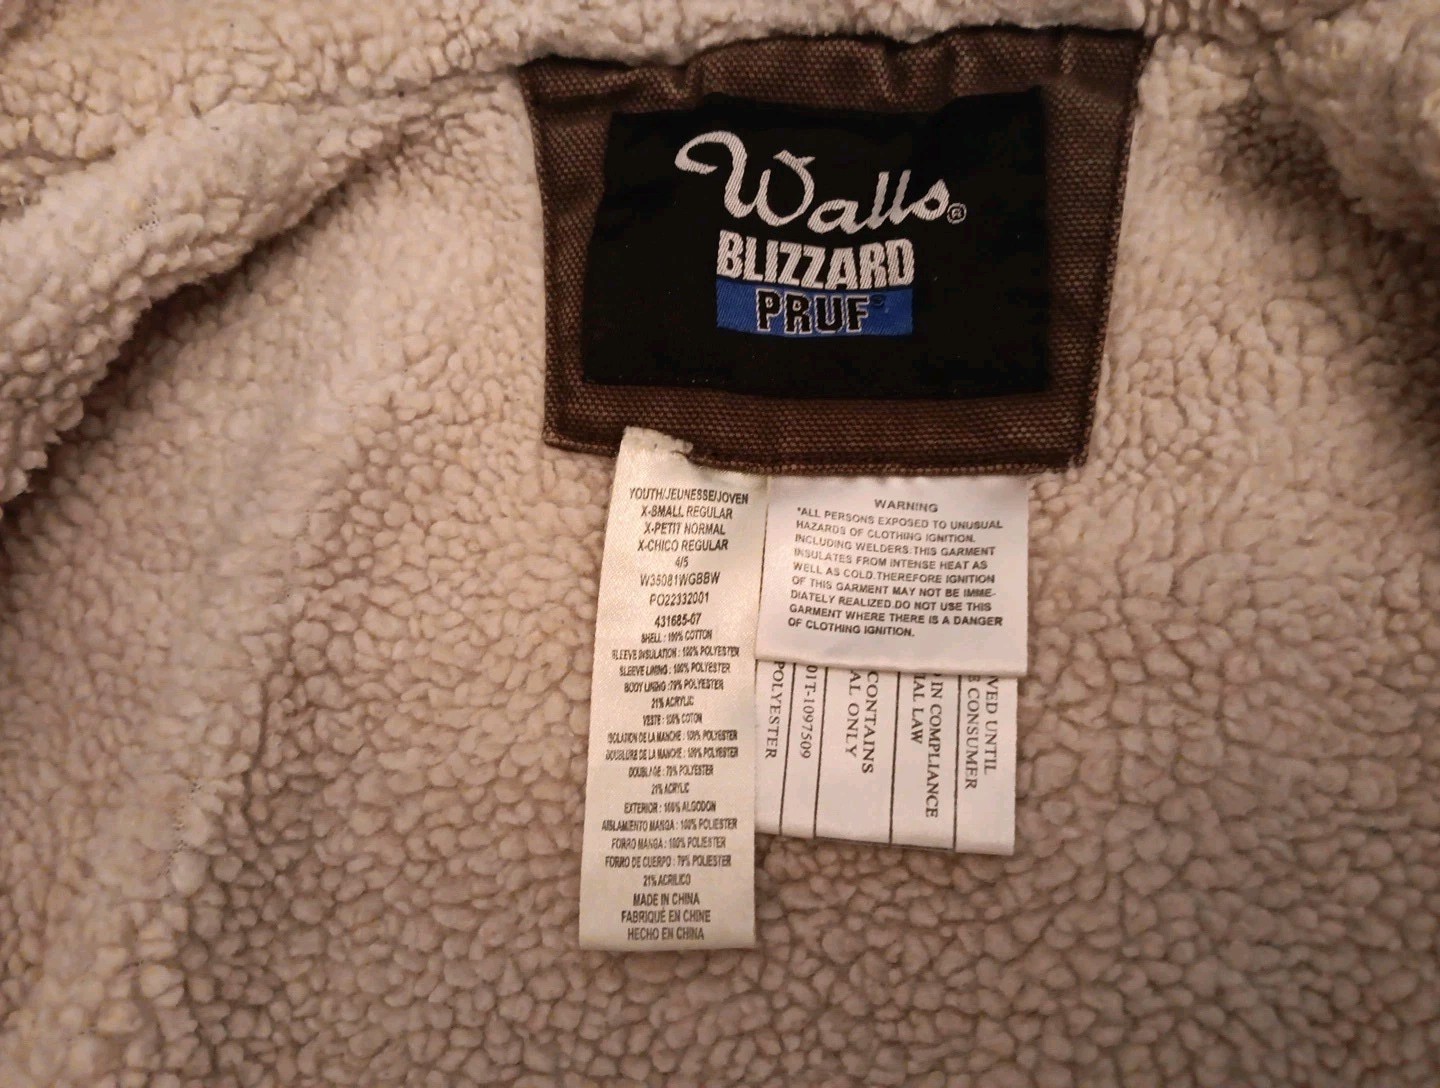 Walls®
BLIZZARD
PRUF®
YOUTH/JEUNESSE/JOVEN
X-SMALL REGULAR
X-PETIT NORMAL
X-CHICO REGULAR
4/5
W35081WGBBW
PO22332001
431685-07
SHELL : 100% COTTON
SLEEVE INSULATION : 100% POLYESTER
SLEEVE LINING : 100% POLYESTER
BODY LINING :79% POLYESTER
21% ACRYLIC
VESTE : 100% COTON
ISOLATION DE LA MANCHE : 100% POLYESTER
DOUBLURE DE LA MANCHE : 100% POLYESTER
DOUBLAGE : 79% POLYESTER
21% ACRYLIC
EXTERIOR : 100% ALGODON
AISLAMIENTO MANGA : 100% POLIESTER
FORRO MANGA : 100% POLIESTER
FORRO DE CUERPO : 79% POLIESTER
21% ACRILICO
MADE IN CHINA
FABRIQUÉ EN CHINE
HECHO EN CHINA
WARNING
*ALL PERSONS EXPOSED TO UNUSUAL
HAZARDS OF CLOTHING IGNITION.
INCLUDING WELDERS:THIS GARMENT
INSULATES FROM INTENSE HEAT AS
WELL AS COLD.THEREFORE IGNITION
OF THIS GARMENT MAY NOT BE IMME-
DIATELY REALIZED.DO NOT USE THIS
GARMENT WHERE THERE IS A DANGER
OF CLOTHING IGNITION.
VED UNTIL
E CONSUMER
IN COMPLIANCE
IAL LAW
CONTAINS
AL ONLY
01T-1097509
POLYESTER